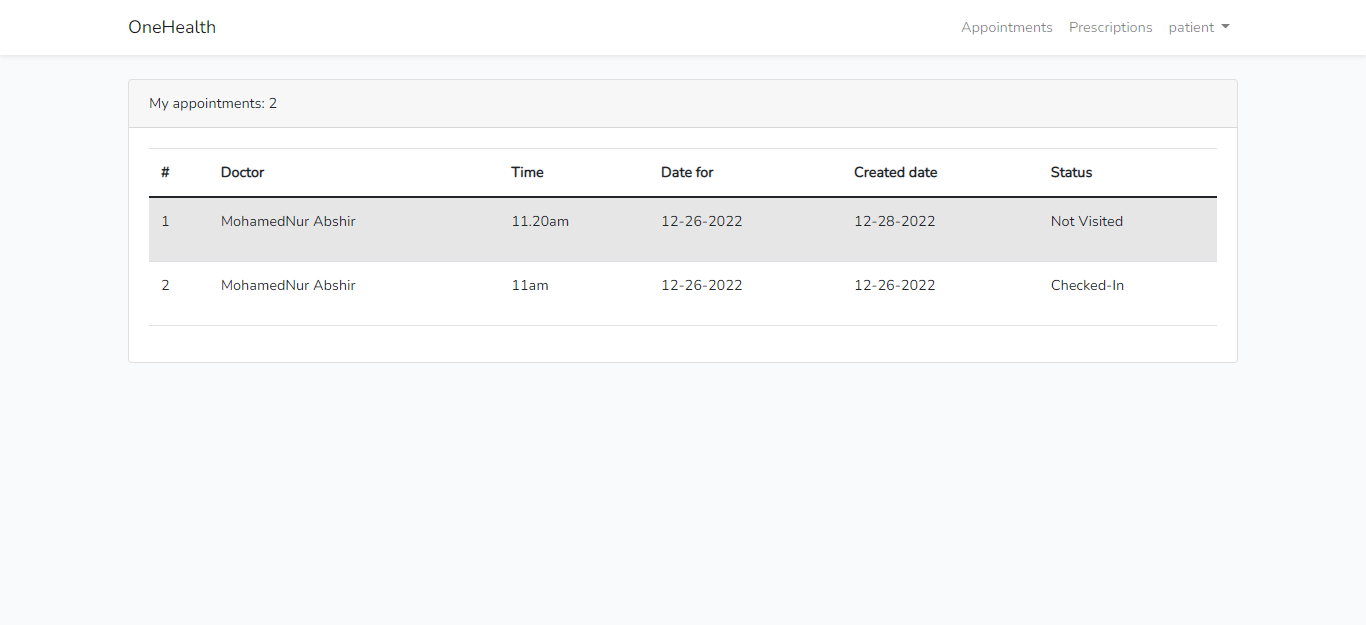 OneHealth Appointments Prescriptions patient
My appointments: 2
# Doctor Time Date for Created date Status
1 MohamedNur Abshir 11.20am 12-26-2022 12-28-2022 Not Visited
2 MohamedNur Abshir 11am 12-26-2022 12-26-2022 Checked-In